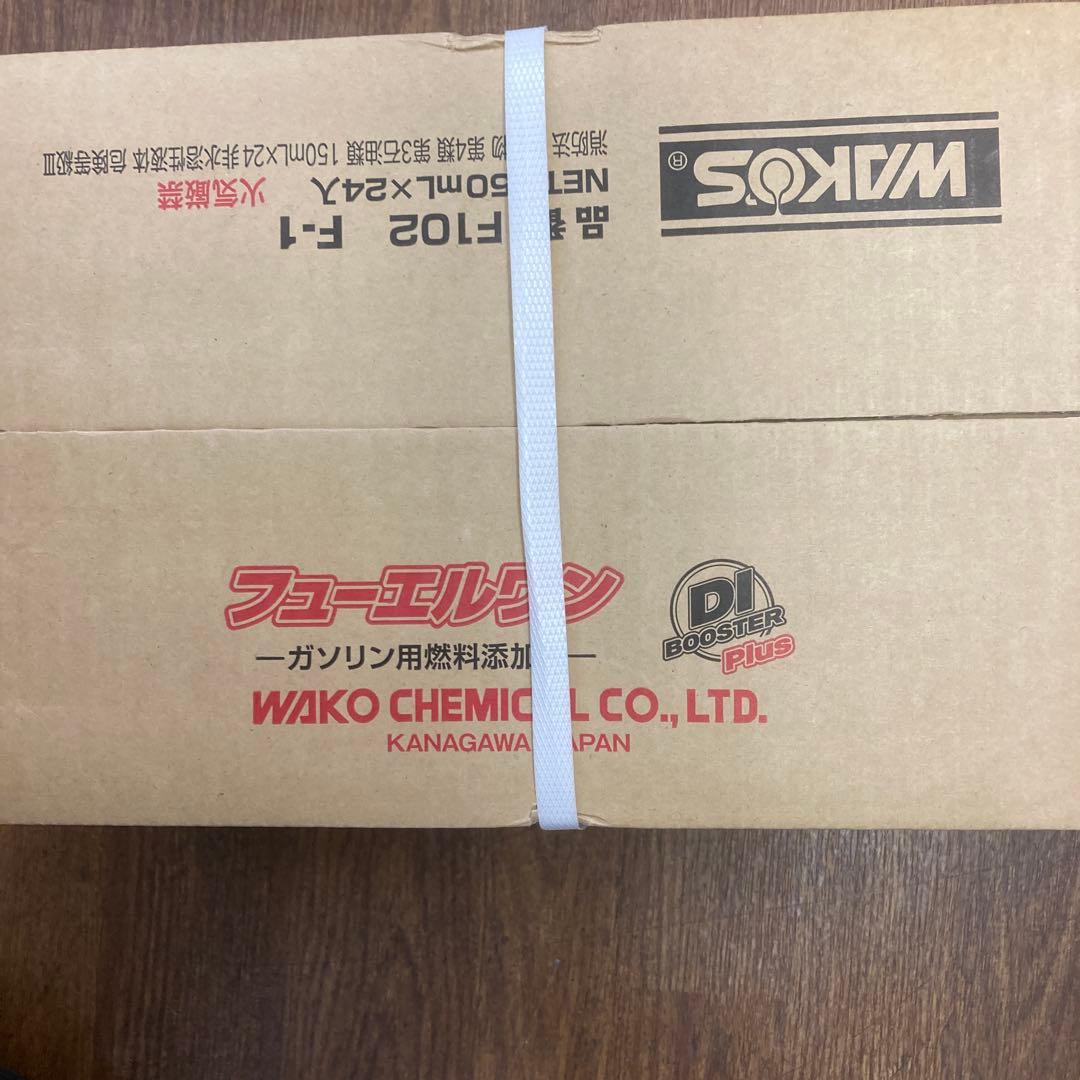 WAKO'S®
品番 F102 F-1
NET 150mL×24入
火気厳禁
消防法 物 第4類 第3石油類 150mL×24 非水溶性液体 危険等級Ⅲ
フューエルワン
—ガソリン用燃料添加 —
WAKO CHEMICAL CO., LTD.
KANAGAWA JAPAN
DI
BOOSTER
Plus